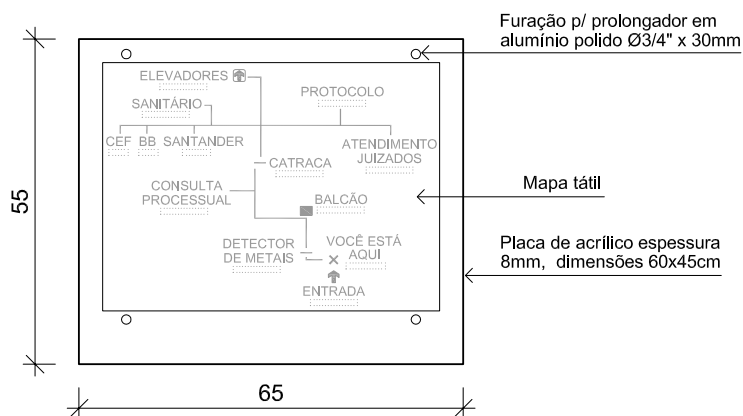 Furação p/ prolongador em
alumínio polido Ø3/4" x 30mm
ELEVADORES
PROTOCOLO
SANITÁRIO
CEF BB SANTANDER
ATENDIMENTO
JUIZADOS
CATRACA
CONSULTA
PROCESSUAL
Mapa tátil
BALCÃO
DETECTOR
DE METAIS
VOCÊ ESTÁ
AQUI
ENTRADA
Placa de acrílico espessura
8mm, dimensões 60x45cm
55
65